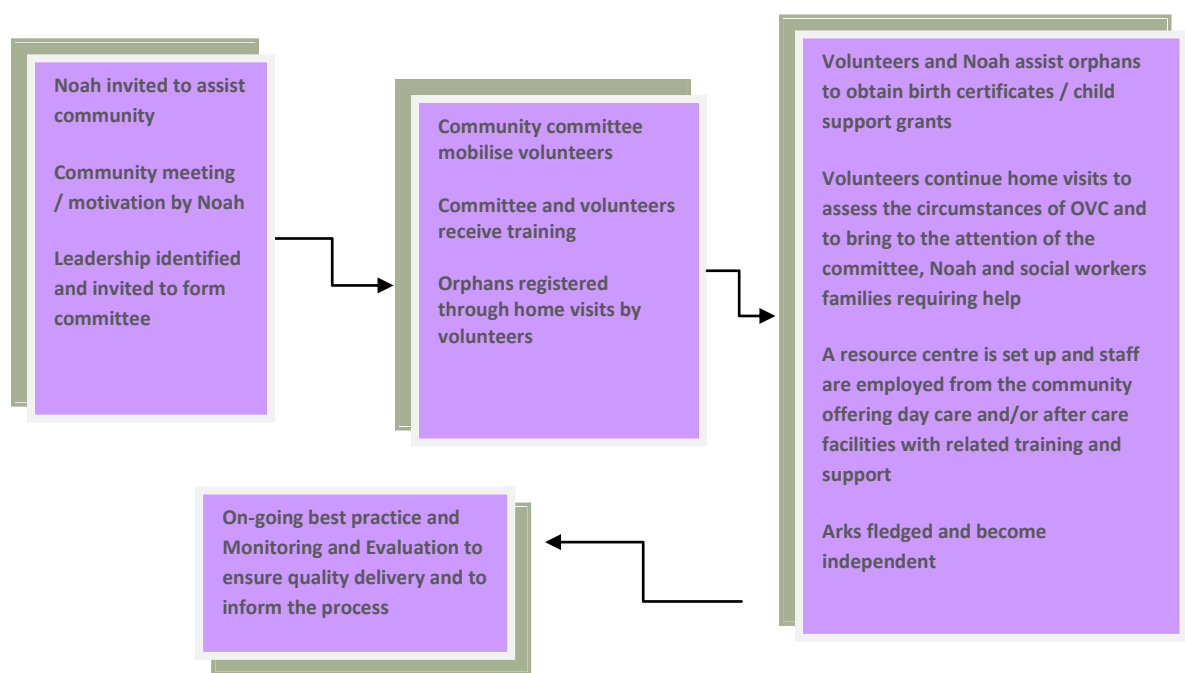 Noah invited to assist
community
Community meeting
/ motivation by Noah
Leadership identified
and invited to form
committee
Community committee
mobilise volunteers
Committee and volunteers
receive training
Orphans registered
through home visits by
volunteers
Volunteers and Noah assist orphans
to obtain birth certificates / child
support grants
Volunteers continue home visits to
assess the circumstances of OVC and
to bring to the attention of the
committee, Noah and social workers
families requiring help
A resource centre is set up and staff
are employed from the community
offering day care and/or after care
facilities with related training and
support
Arks fledged and become
independent
On-going best practice and
Monitoring and Evaluation to
ensure quality delivery and to
inform the process